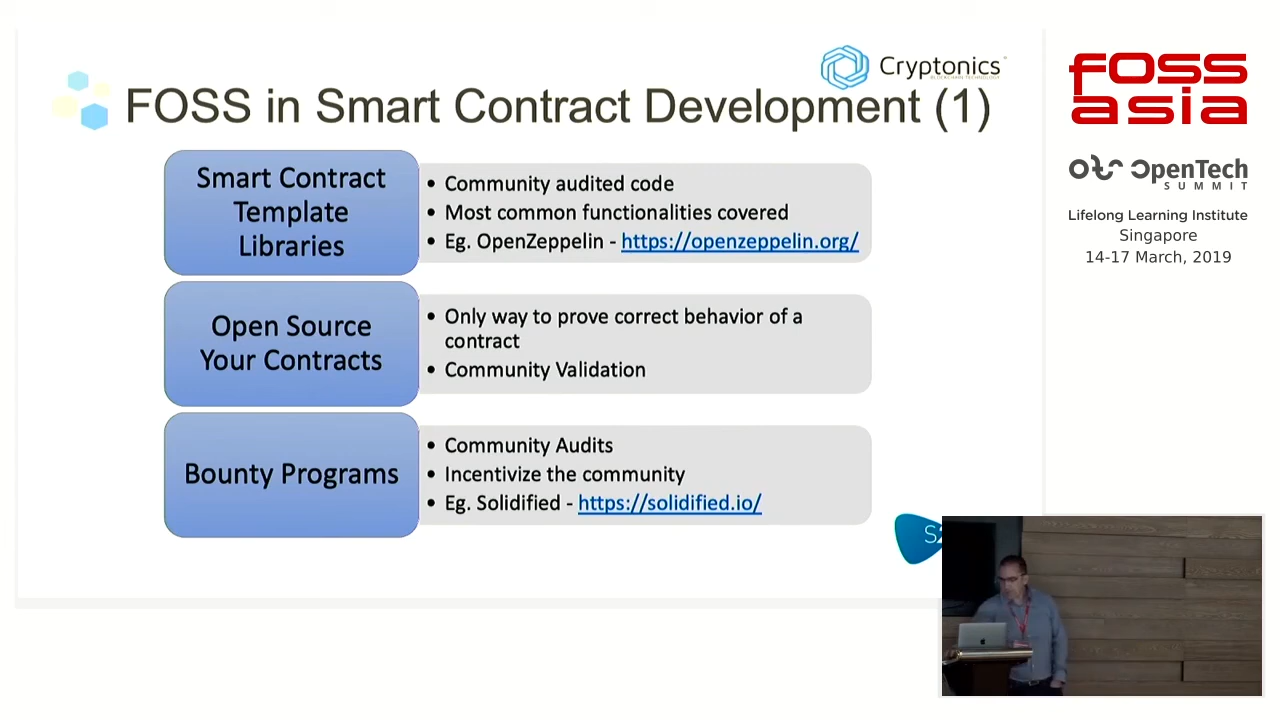 Cryptonics
FOSS in Smart Contract Development (1)
Smart Contract
Template
Libraries
• Community audited code
• Most common functionalities covered
• Eg. OpenZeppelin - https://openzeppelin.org/
Open Source
Your Contracts
• Only way to prove correct behavior of a
contract
• Community Validation
Bounty Programs
• Community Audits
• Incentivize the community
• Eg. Solidified - https://solidified.io/
FOSS
asia
OpenTech
SUMMIT
Lifelong Learning Institute
Singapore
14-17 March, 2019